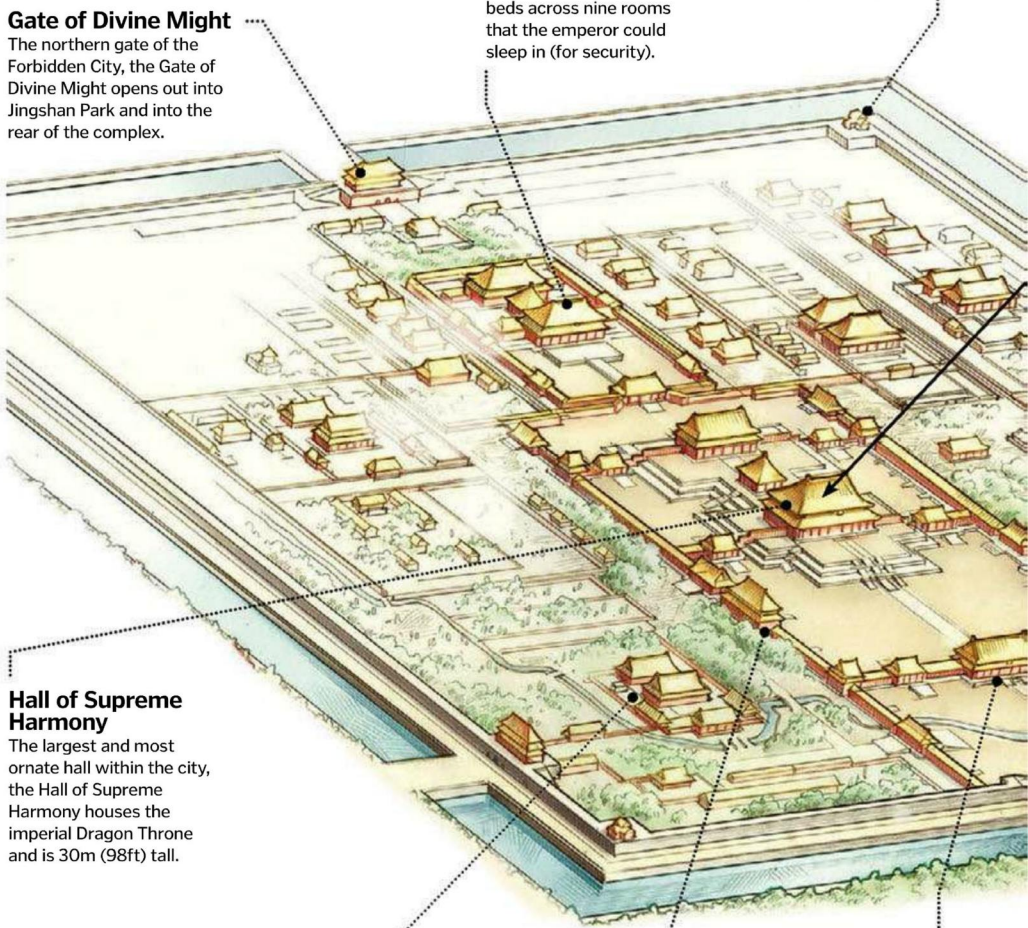 Gate of Divine Might
The northern gate of the
Forbidden City, the Gate of
Divine Might opens out into
Jingshan Park and into the
rear of the complex.
beds across nine rooms
that the emperor could
sleep in (for security).
Hall of Supreme
Harmony
The largest and most
ornate hall within the city,
the Hall of Supreme
Harmony houses the
imperial Dragon Throne
and is 30m (98ft) tall.